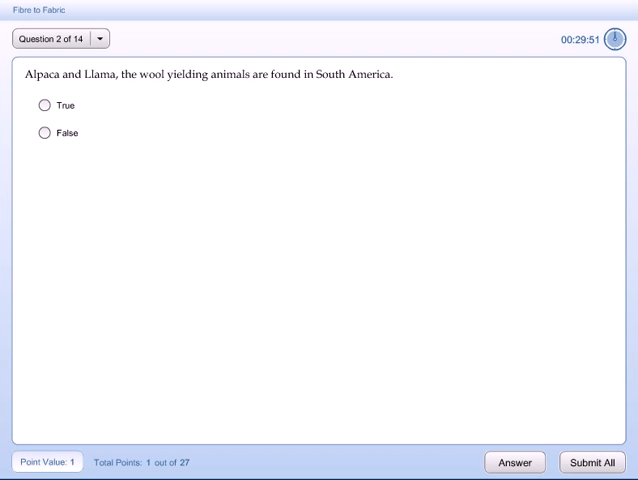 Fibre to Fabric
Question 2 of 14
00:29:51
Alpaca and Llama, the wool yielding animals are found in South America.
True
False
Point Value: 1
Total Points: 1 out of 27
Answer
Submit All